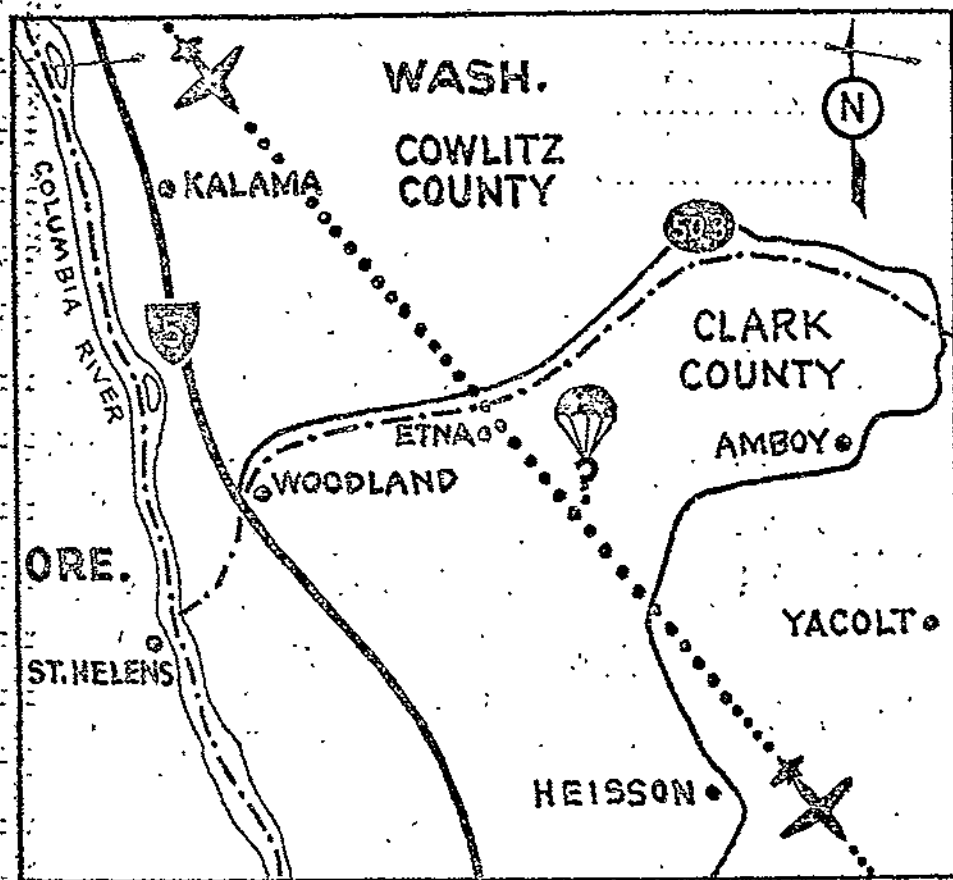 WASH.
COWLITZ
COUNTY
N
KALAMA
503
COLUMBIA
RIVER
5
CLARK
COUNTY
ETNA
AMBOY
WOODLAND
ORE.
YACOLT
ST. HELENS
HEISSON